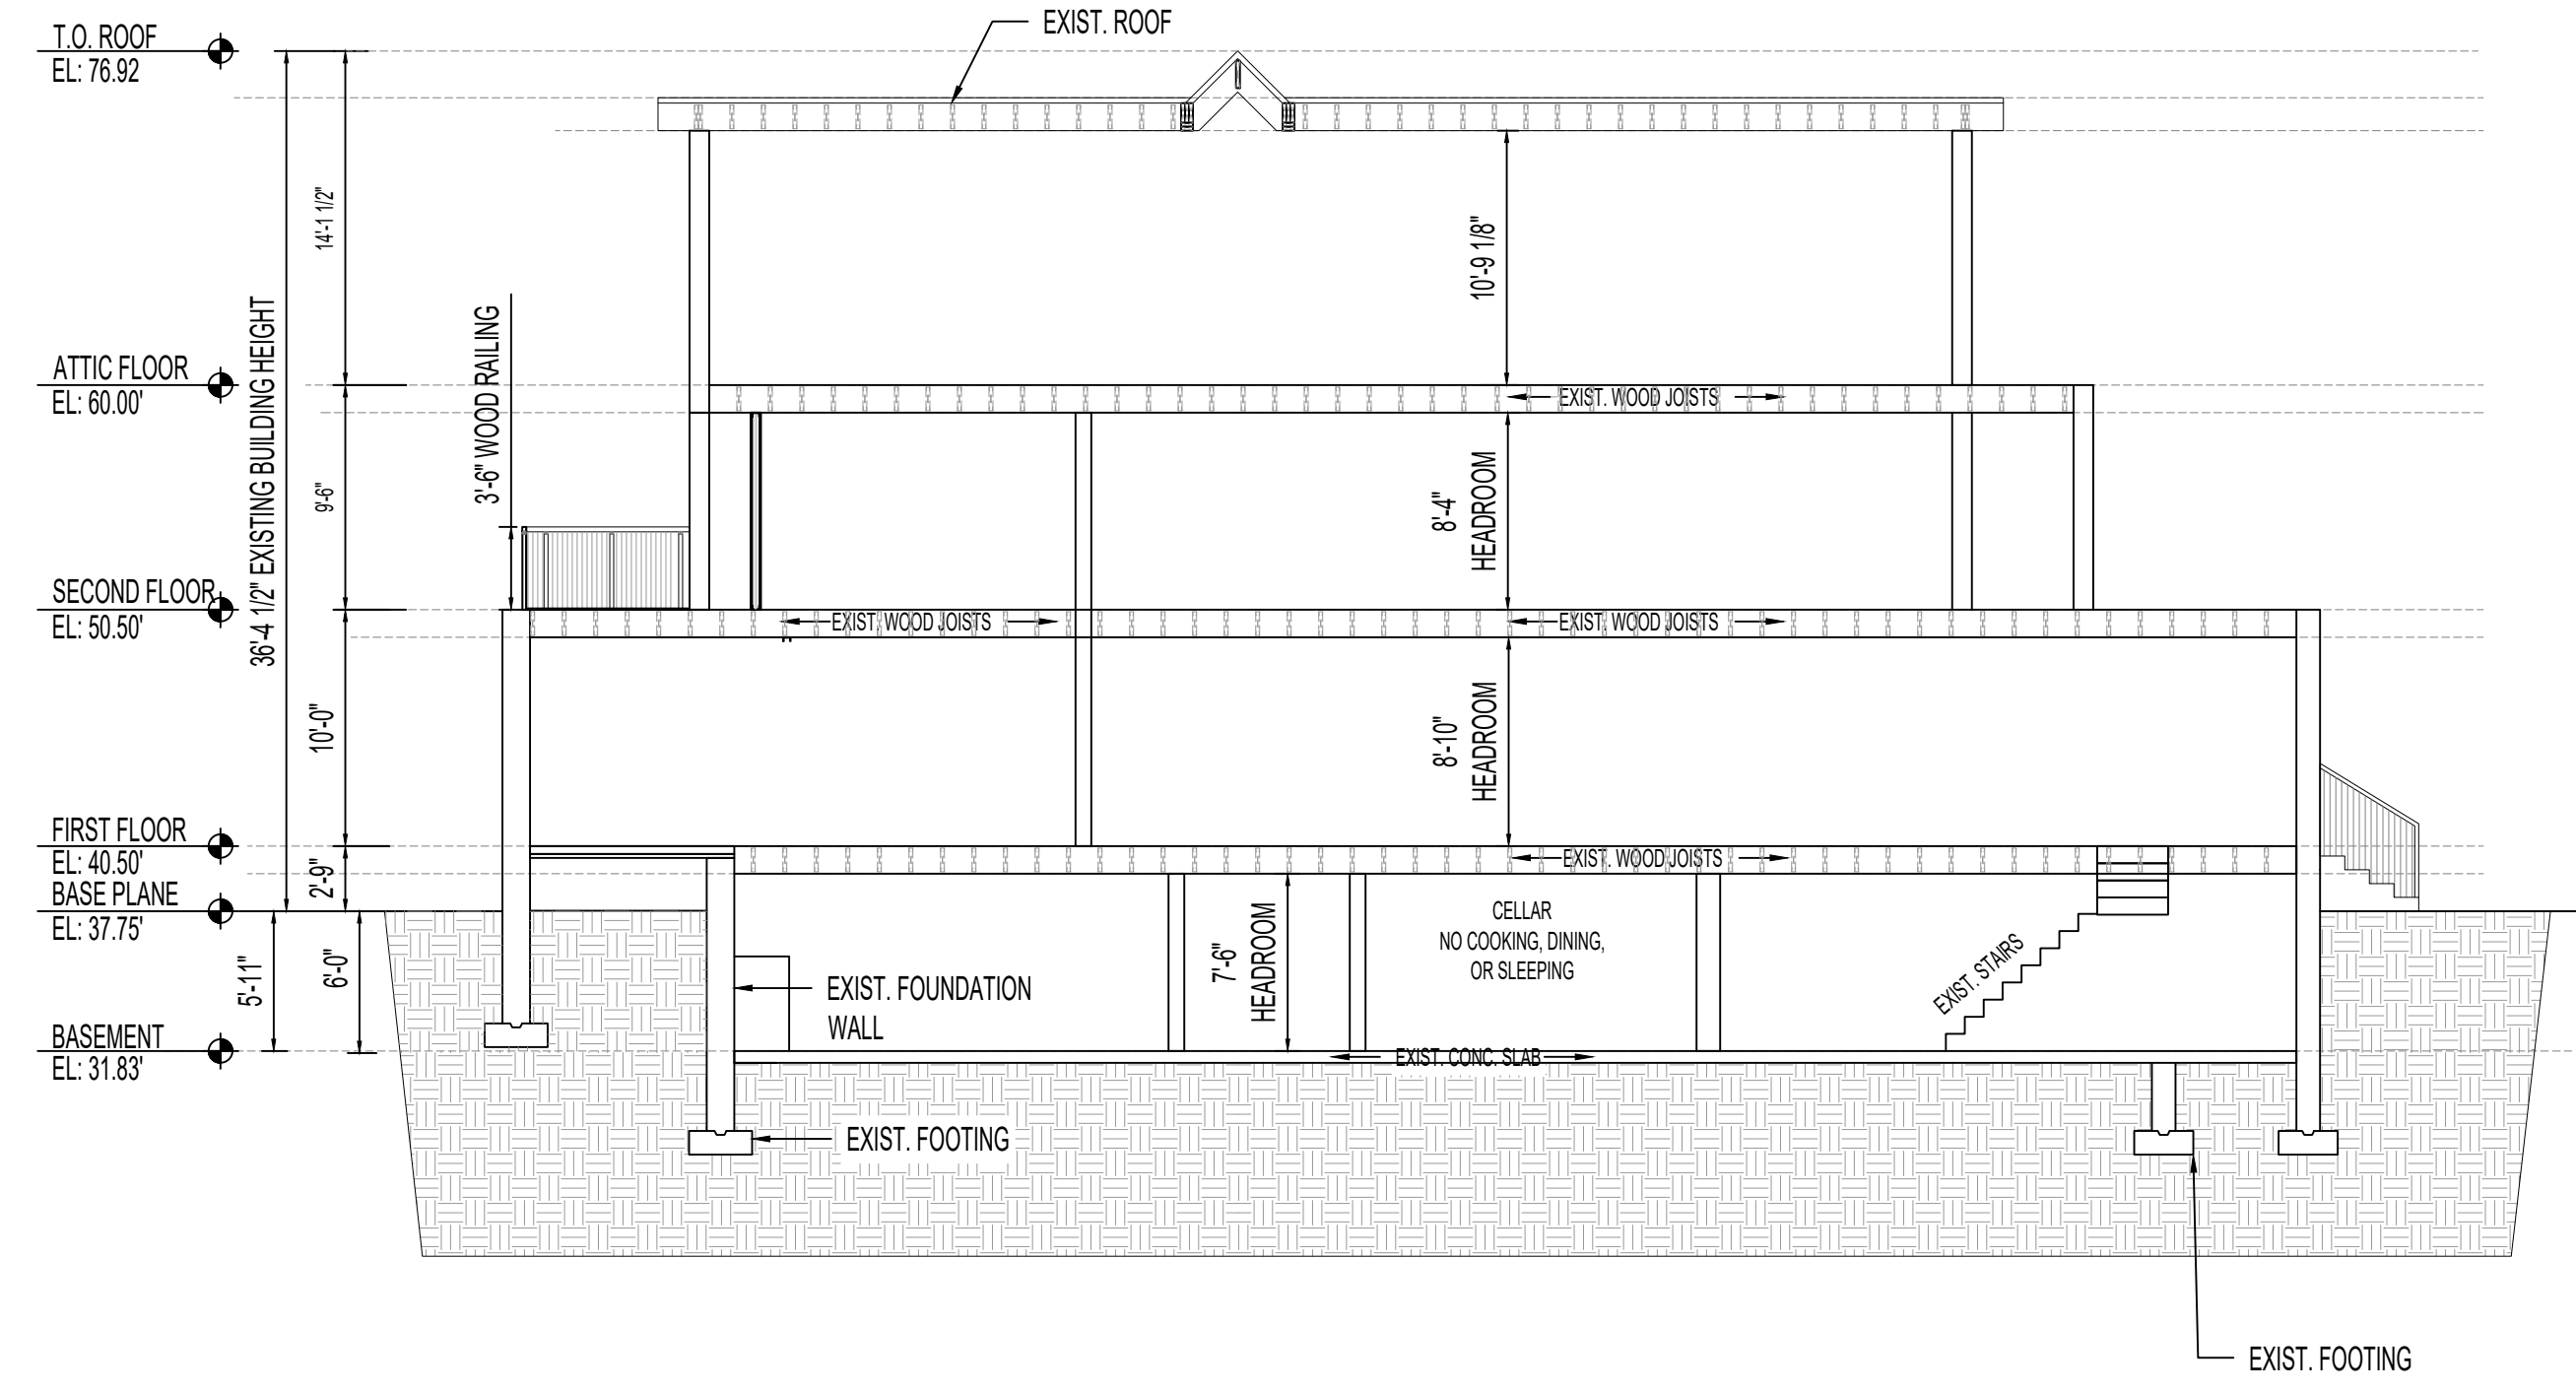 EXIST. ROOF
T.O. ROOF
EL: 76.92
14'-1 1/2"
10'-9 1/8"
36'-4 1/2" EXISTING BUILDING HEIGHT
3'-6" WOOD RAILING
ATTIC FLOOR
EL: 60.00'
EXIST. WOOD JOISTS
9'-6"
8'-4"
HEADROOM
SECOND FLOOR
EL: 50.50'
EXIST. WOOD JOISTS
EXIST. WOOD JOISTS
10'-0"
8'-10"
HEADROOM
FIRST FLOOR
EL: 40.50'
EXIST. WOOD JOISTS
2'-9"
BASE PLANE
EL: 37.75'
CELLAR
NO COOKING, DINING,
OR SLEEPING
5'-11"
6'-0"
7'-6"
HEADROOM
EXIST. STAIRS
EXIST. FOUNDATION
WALL
BASEMENT
EL: 31.83'
EXIST. CONC. SLAB
EXIST. FOOTING
EXIST. FOOTING